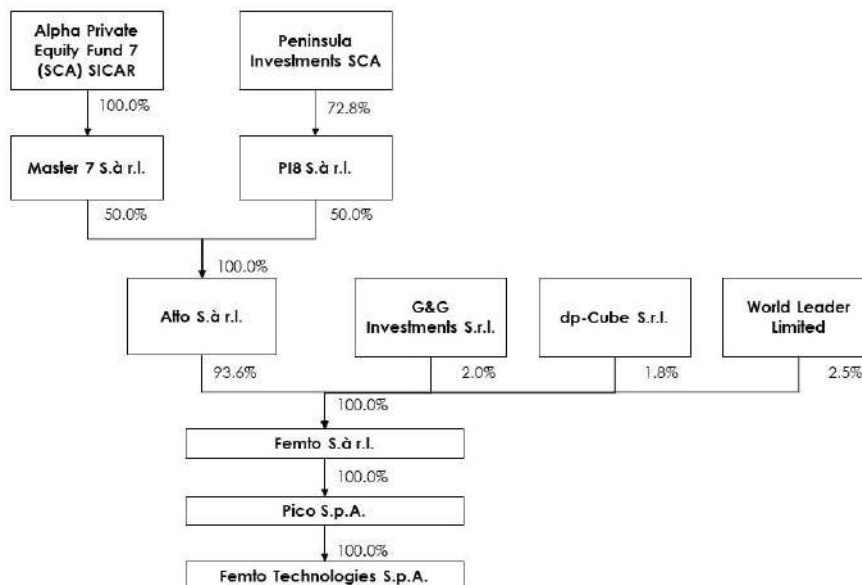 Alpha Private
Equity Fund 7
(SCA) SICAR
Peninsula
Investments SCA
100.0%
72.8%
Master 7 S.à r.l.
PI8 S.à r.l.
50.0%
50.0%
100.0%
Atto S.à r.l.
G&G
Investments S.r.l.
dp-Cube S.r.l.
World Leader
Limited
93.6%
2.0%
1.8%
2.5%
100.0%
Femto S.à r.l.
100.0%
Pico S.p.A.
100.0%
Femto Technologies S.p.A.